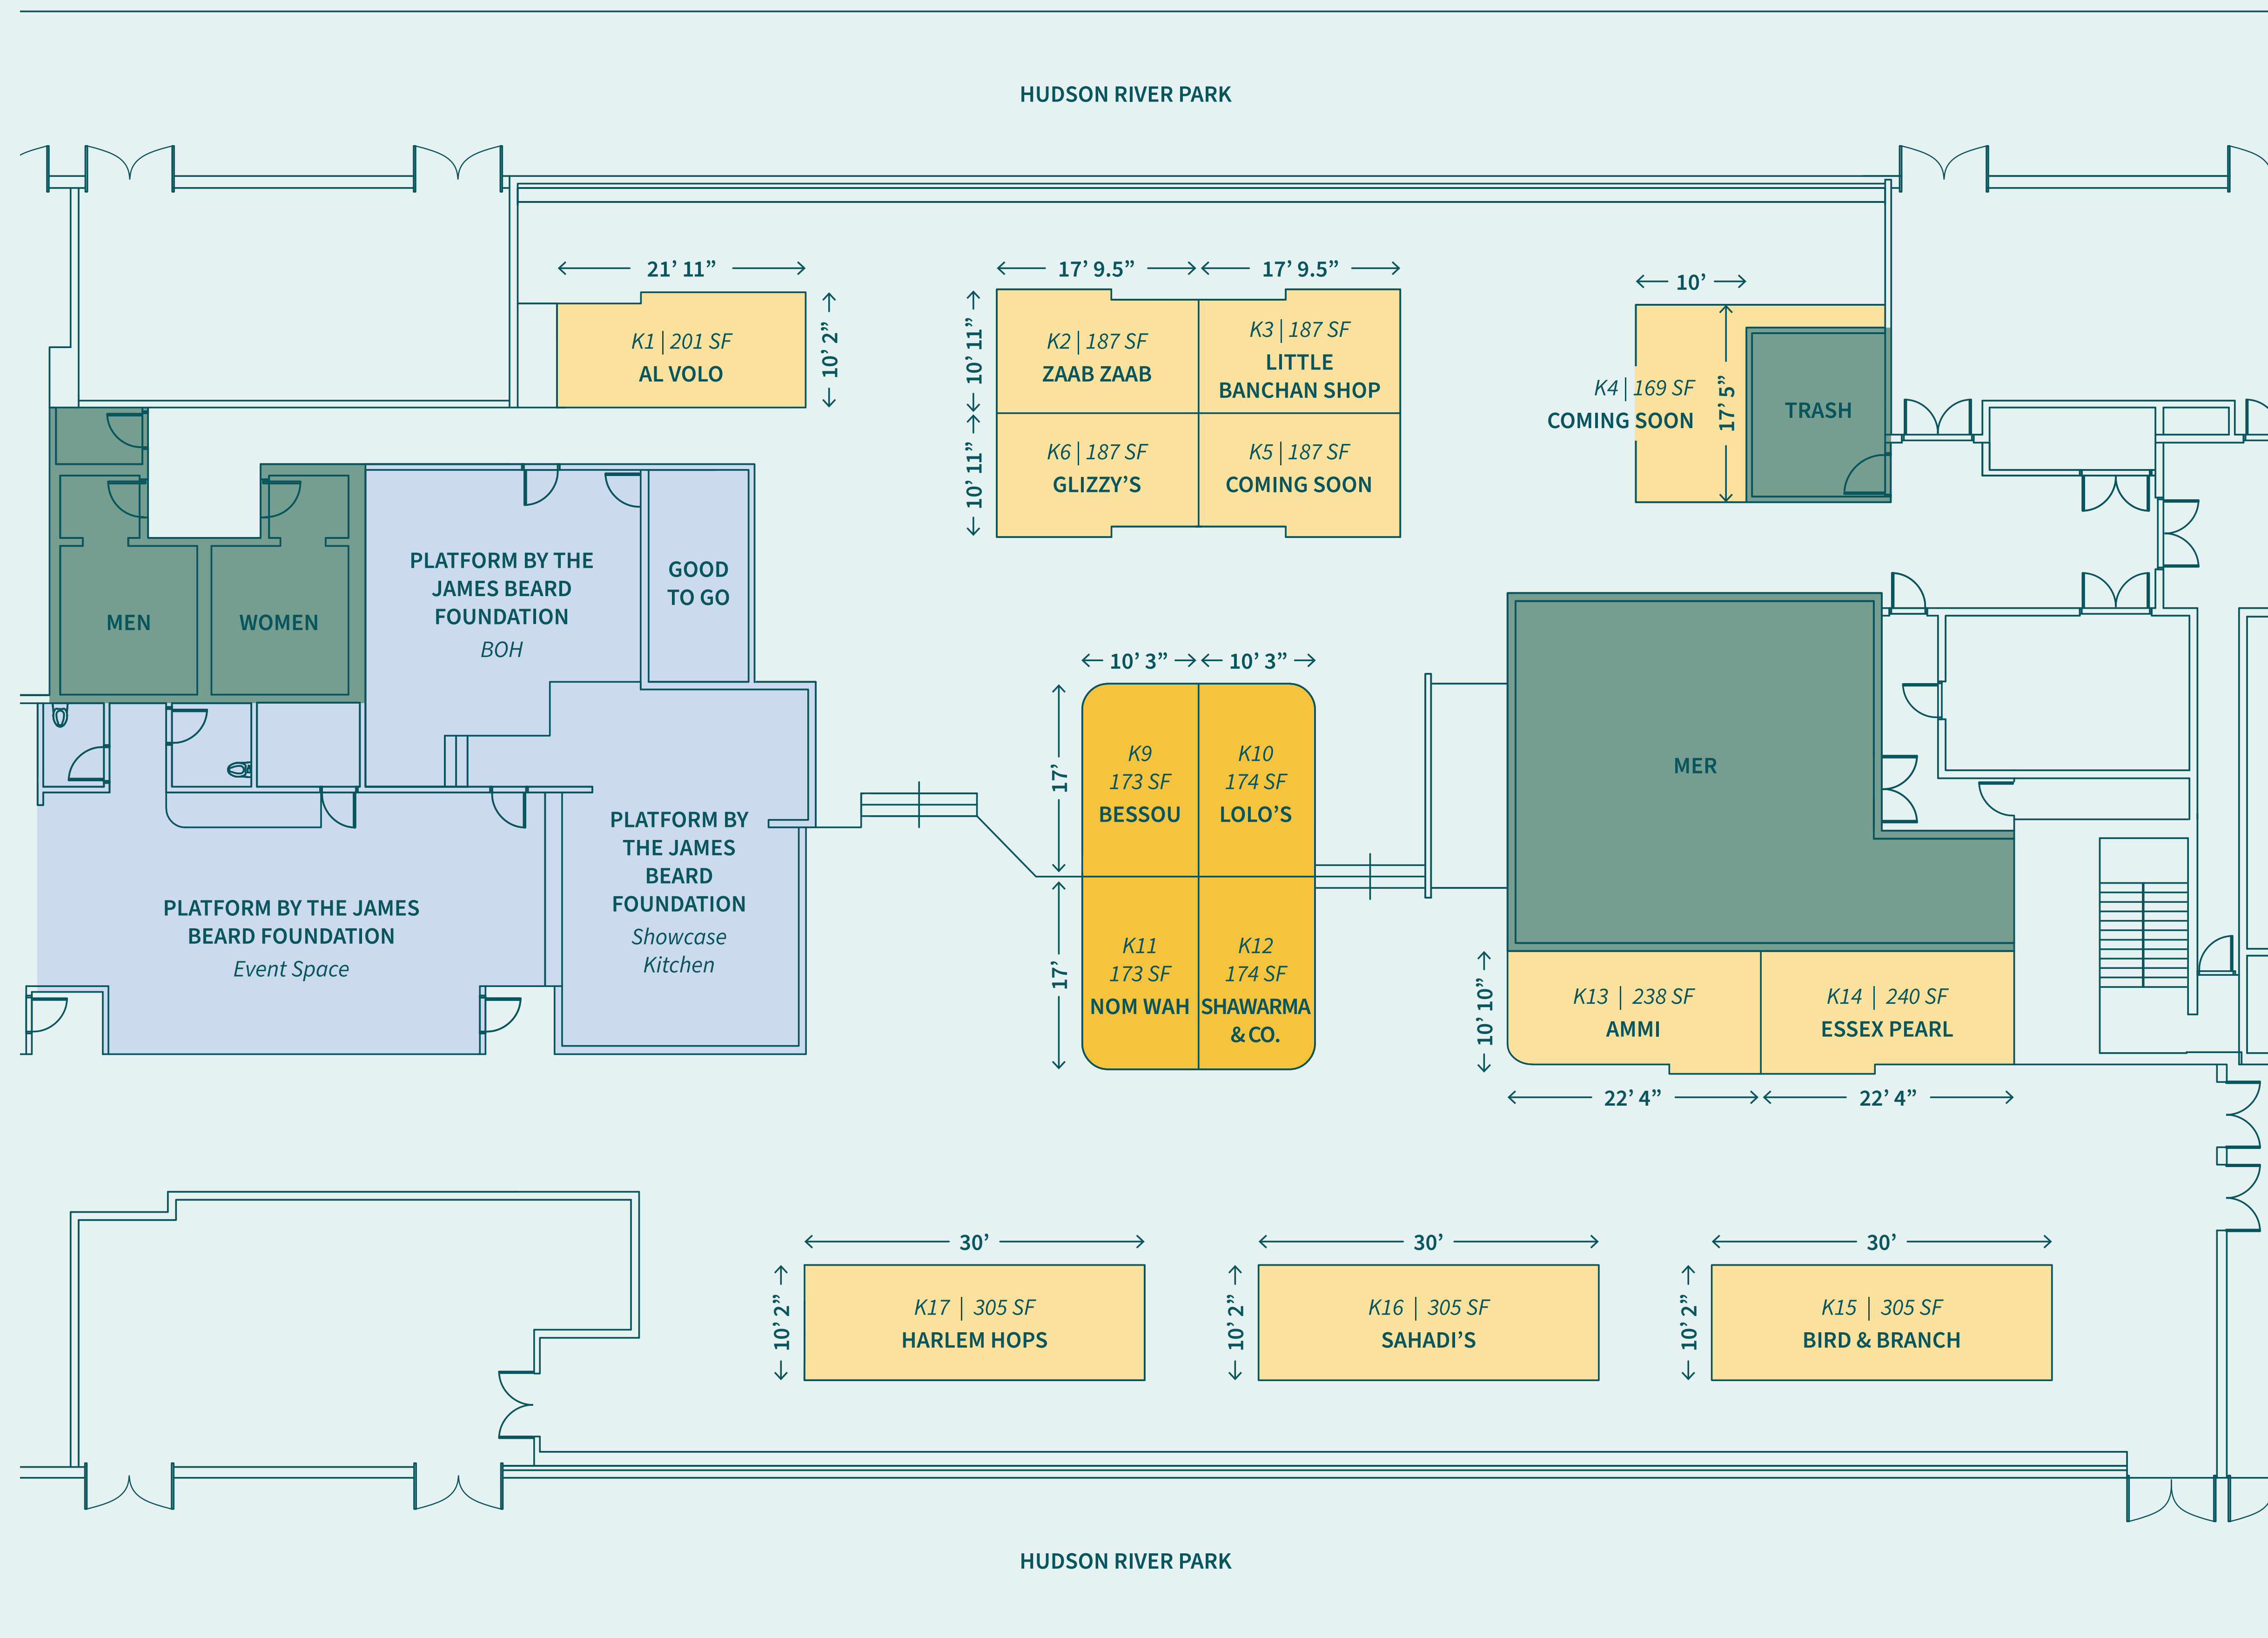 HUDSON RIVER PARK
21’ 11”
10’ 2”
K1 | 201 SF
AL VOLO
17’ 9.5”
17’ 9.5”
10’ 11”
10’ 11”
K2 | 187 SF
ZAAB ZAAB
K3 | 187 SF
LITTLE
BANCHAN SHOP
K6 | 187 SF
GLIZZY’S
K5 | 187 SF
COMING SOON
10’
17’ 5”
K4 | 169 SF
COMING SOON
TRASH
MEN
WOMEN
PLATFORM BY THE
JAMES BEARD
FOUNDATION
BOH
GOOD
TO GO
PLATFORM BY THE JAMES
BEARD FOUNDATION
Event Space
PLATFORM BY
THE JAMES
BEARD
FOUNDATION
Showcase
Kitchen
10’ 3”
10’ 3”
17’
17’
K9
173 SF
BESSOU
K10
174 SF
LOLO’S
K11
173 SF
NOM WAH
K12
174 SF
SHAWARMA
& CO.
MER
10’ 10”
K13 | 238 SF
AMMI
K14 | 240 SF
ESSEX PEARL
22’ 4”
22’ 4”
30’
10’ 2”
K17 | 305 SF
HARLEM HOPS
30’
10’ 2”
K16 | 305 SF
SAHADI’S
30’
10’ 2”
K15 | 305 SF
BIRD & BRANCH
HUDSON RIVER PARK